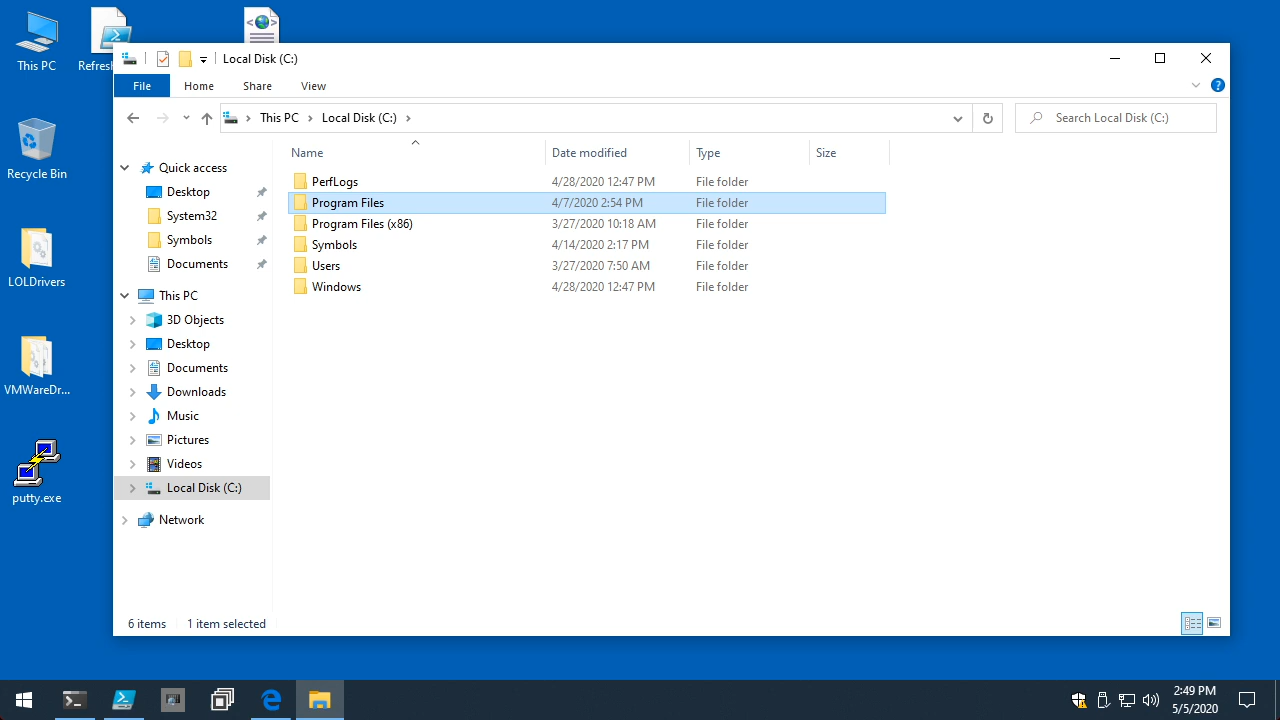 This PC
Refresh
Recycle Bin
LOLDrivers
VMWareDr...
putty.exe
Local Disk (C:)
File Home Share View
This PC Local Disk (C:)
Search Local Disk (C:)
Quick access
Desktop
System32
Symbols
Documents
This PC
3D Objects
Desktop
Documents
Downloads
Music
Pictures
Videos
Local Disk (C:)
Network
Name Date modified Type Size
PerfLogs 4/28/2020 12:47 PM File folder
Program Files 4/7/2020 2:54 PM File folder
Program Files (x86) 3/27/2020 10:18 AM File folder
Symbols 4/14/2020 2:17 PM File folder
Users 3/27/2020 7:50 AM File folder
Windows 4/28/2020 12:47 PM File folder
6 items 1 item selected
2:49 PM
5/5/2020